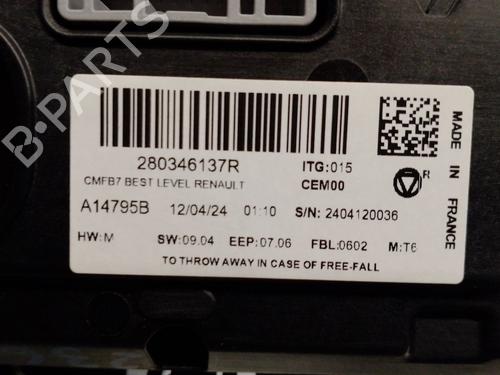 280346137R
ITG:015
CMFB7 BEST LEVEL RENAULT
CEM00
A14795B 12/04/24 01:10 S/N: 2404120036
HW:M SW:09.04 EEP:07.06 FBL:0602 M:T6
TO THROW AWAY IN CASE OF FREE-FALL
MADE IN FRANCE
R
B-PARTS